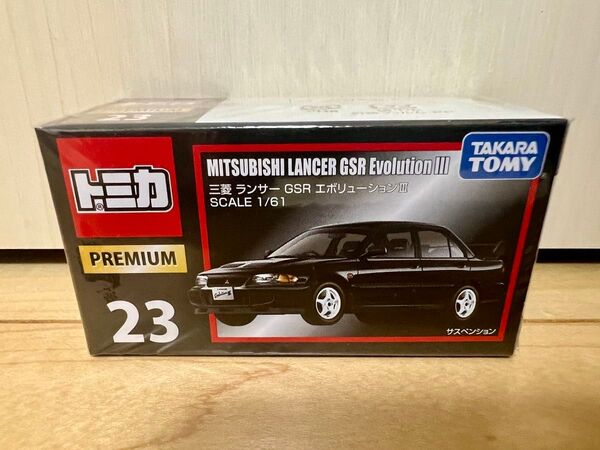 23
トミカ
PREMIUM
23
MITSUBISHI LANCER GSR Evolution III
三菱 ランサー GSR エボリューションⅢ
SCALE 1/61
TAKARA
TOMY
サスペンション